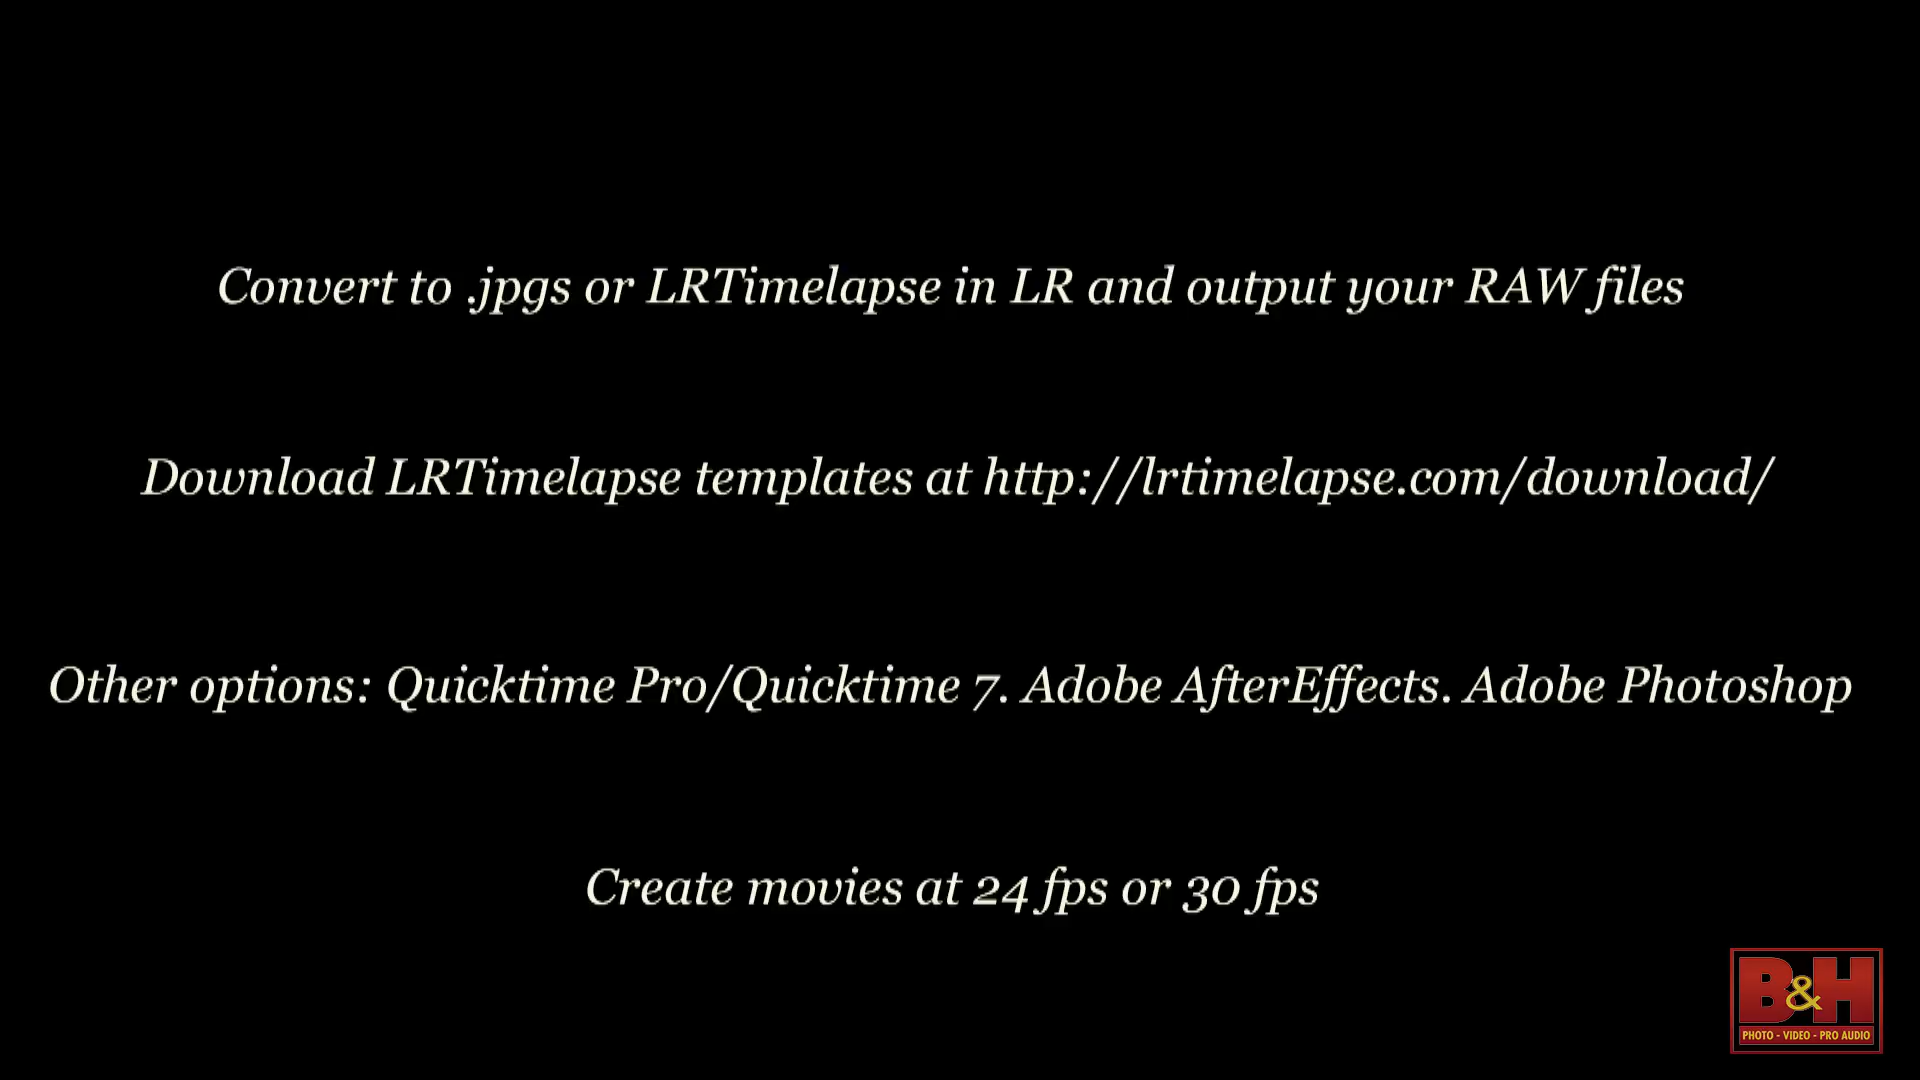 Convert to .jpgs or LRTimelapse in LR and output your RAW files
Download LRTimelapse templates at http://lrtimelapse.com/download/
Other options: Quicktime Pro/Quicktime 7. Adobe AfterEffects. Adobe Photoshop
Create movies at 24 fps or 30 fps
B&H
PHOTO - VIDEO - PRO AUDIO